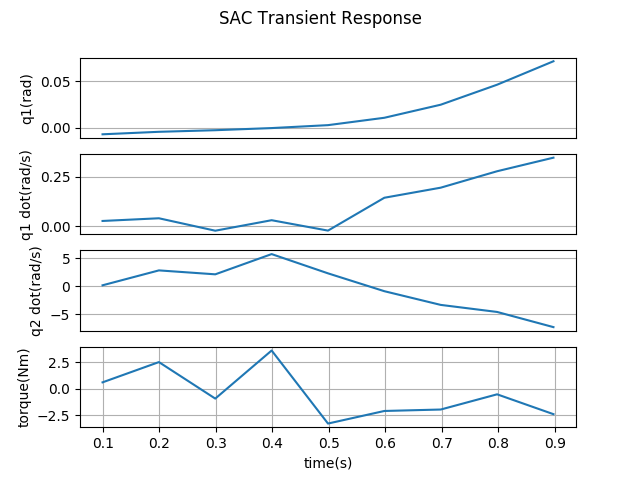 SAC Transient Response
q1(rad)
0.05
0.00
q1 dot(rad/s)
0.25
0.00
q2 dot(rad/s)
5
0
−5
torque(Nm)
2.5
0.0
−2.5
0.1 0.2 0.3 0.4 0.5 0.6 0.7 0.8 0.9
time(s)